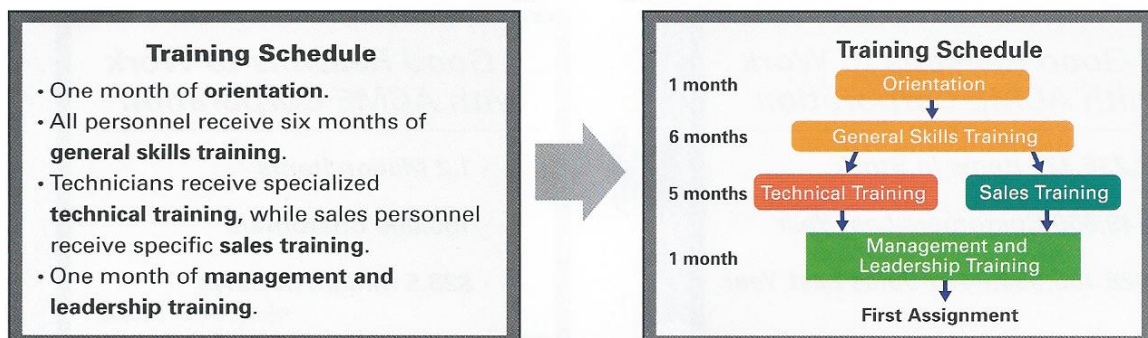 Training Schedule
• One month of orientation.
• All personnel receive six months of
general skills training.
• Technicians receive specialized
technical training, while sales personnel
receive specific sales training.
• One month of management and
leadership training.
Training Schedule
1 month
Orientation
6 months
General Skills Training
5 months
Technical Training
Sales Training
1 month
Management and
Leadership Training
First Assignment